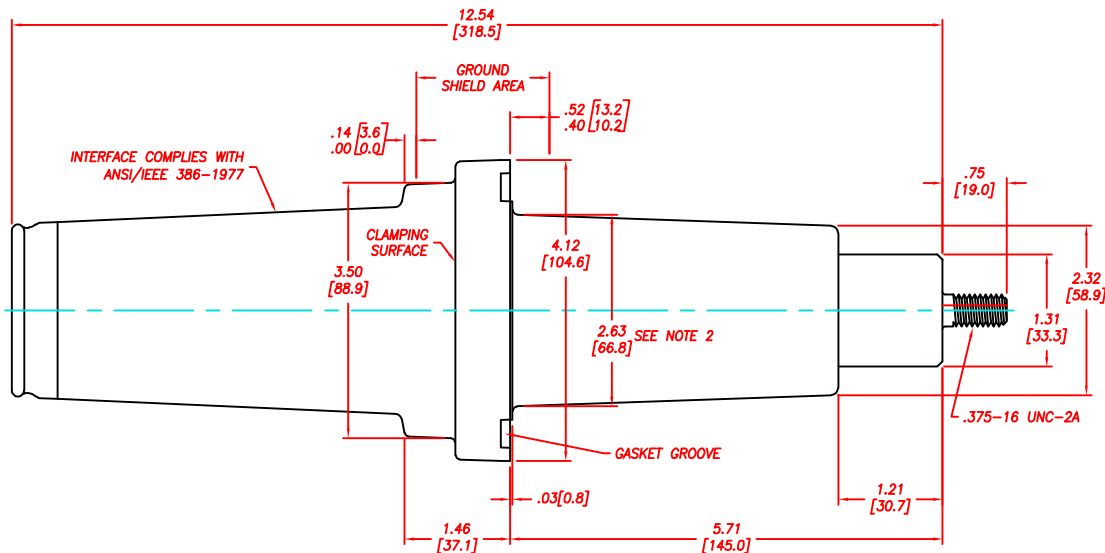 12.54
[318.5]
GROUND
SHIELD AREA
.52 [13.2
.40 10.2]
.14 [3.6
.00 0.0]
INTERFACE COMPLIES WITH
ANSI/IEEE 386-1977
.75
[19.0]
CLAMPING
SURFACE
4.12
[104.6]
3.50
[88.9]
2.32
[58.9]
2.63
[66.8]
SEE NOTE 2
1.31
[33.3]
.375-16 UNC-2A
GASKET GROOVE
.03[0.8]
1.21
[30.7]
1.46
[37.1]
5.71
[145.0]